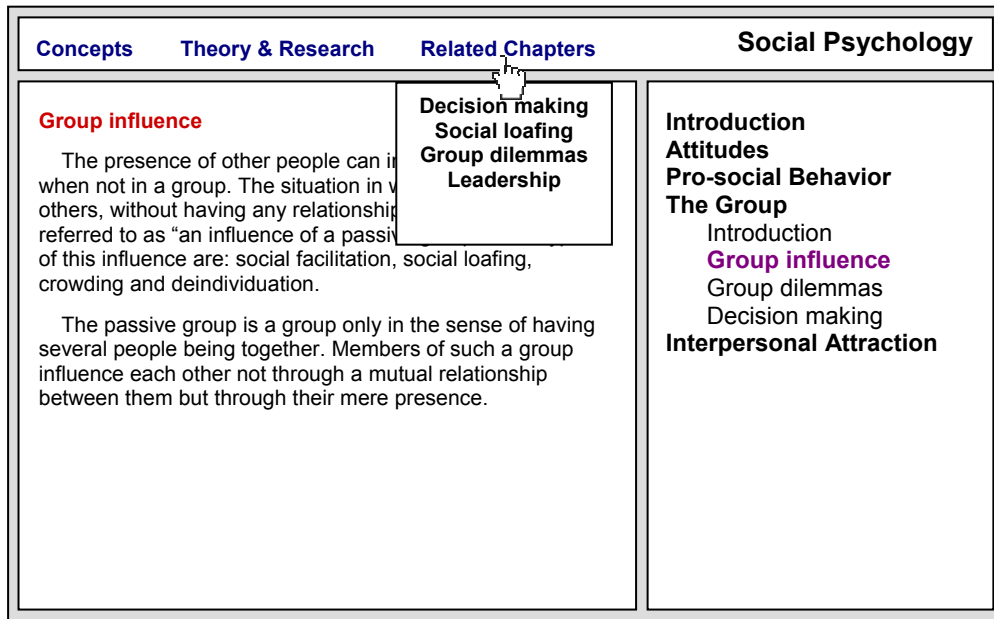 Concepts Theory & Research Related Chapters Social Psychology
Decision making
Social loafing
Group dilemmas
Leadership
Group influence
The presence of other people can
when not in a group. The situation in
others, without having any relationship
referred to as “an influence of a
of this influence are: social facilitation, social loafing,
crowding and deindividuation.
The passive group is a group only in the sense of having
several people being together. Members of such a group
influence each other not through a mutual relationship
between them but through their mere presence.
Introduction
Attitudes
Pro-social Behavior
The Group
Introduction
Group influence
Group dilemmas
Decision making
Interpersonal Attraction